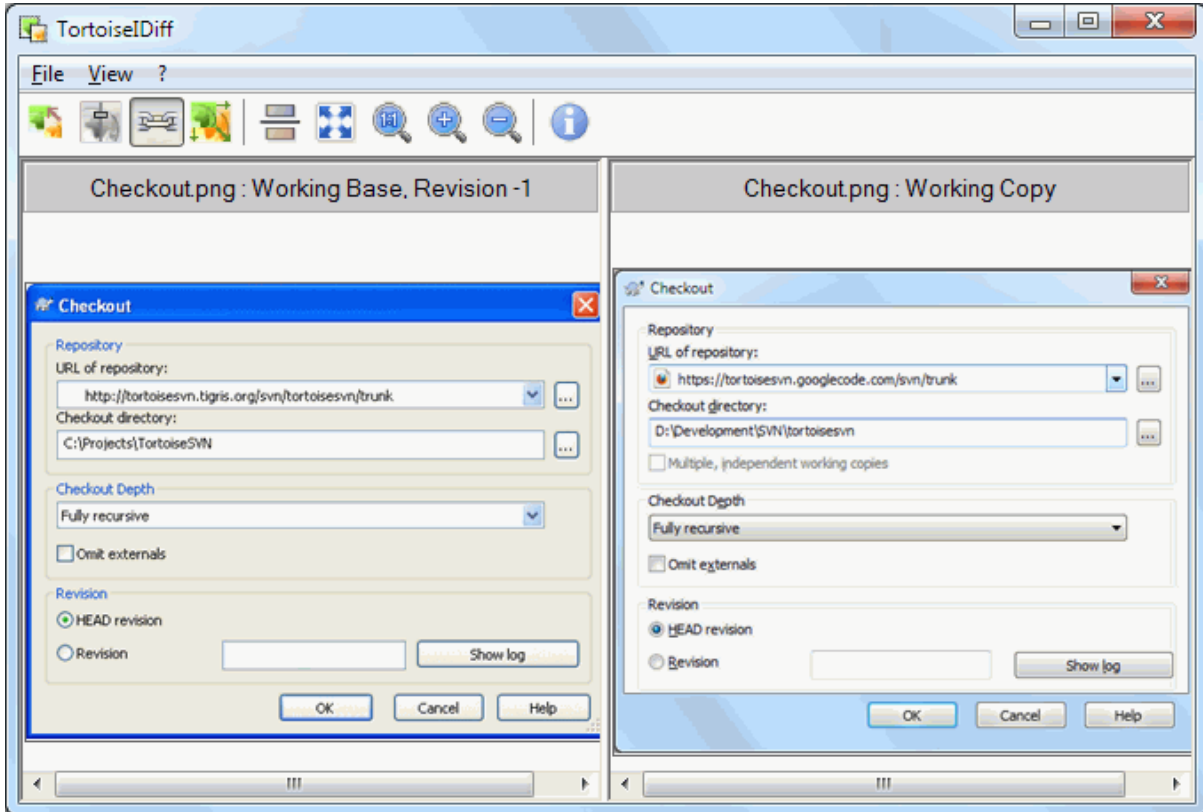 TortoiseIDiff
File View ?
1:1
Checkout.png : Working Base, Revision -1
Checkout
Repository
URL of repository:
http://tortoisesvn.tigris.org/svn/tortoisesvn/trunk
...
Checkout directory:
C:\Projects\TortoiseSVN
...
Checkout Depth
Fully recursive
Omit externals
Revision
HEAD revision
Revision
Show log
OK Cancel Help
Checkout.png : Working Copy
Checkout
Repository
URL of repository:
https://tortoisesvn.googlecode.com/svn/trunk
...
Checkout directory:
D:\Development\SVN\tortoisesvn
...
Multiple, independent working copies
Checkout Depth
Fully recursive
Omit externals
Revision
HEAD revision
Revision
Show log
OK Cancel Help